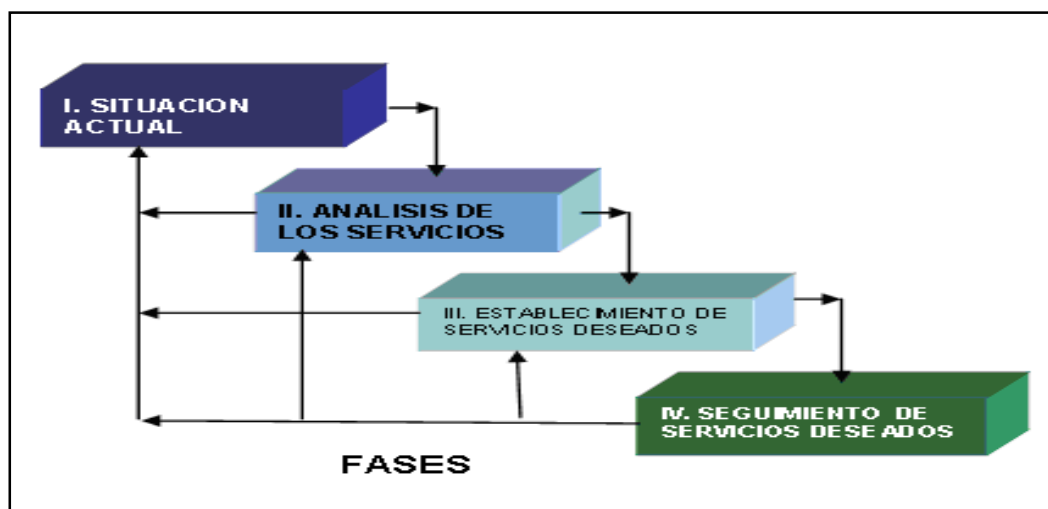 I. SITUACION
ACTUAL
II. ANALISIS DE
LOS SERVICIOS
III. ESTABLECIMIENTO DE
SERVICIOS DESEADOS
IV. SEGUIMIENTO DE
SERVICIOS DESEADOS
FASES